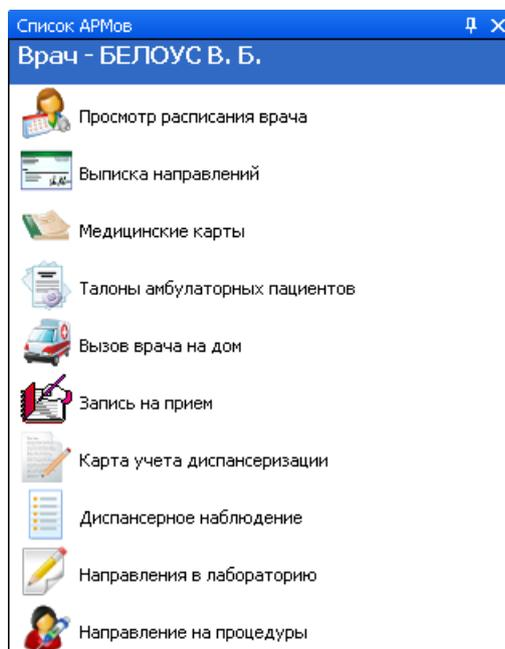 Список АРМов
Врач - БЕЛОУС В. Б.
Просмотр расписания врача
Выписка направлений
Медицинские карты
Талоны амбулаторных пациентов
Вызов врача на дом
Запись на прием
Карта учета диспансеризации
Диспансерное наблюдение
Направления в лабораторию
Направление на процедуры